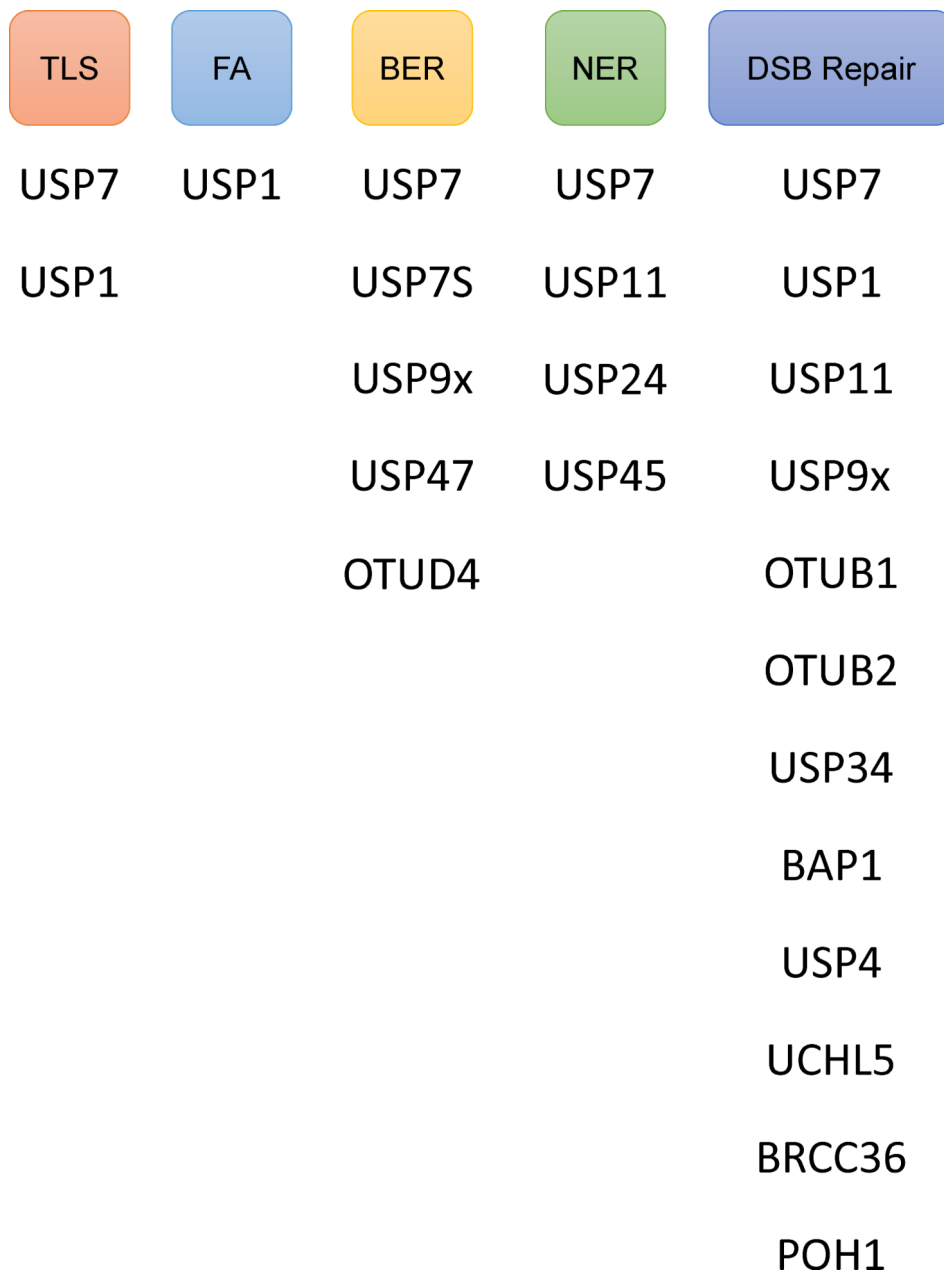 TLS FA BER NER DSB Repair
USP7 USP1 USP7 USP7 USP7
USP1 USP7S USP11 USP1
USP9x USP24 USP11
USP47 USP45 USP9x
OTUD4 OTUB1
OTUB2
USP34
BAP1
USP4
UCHL5
BRCC36
POH1